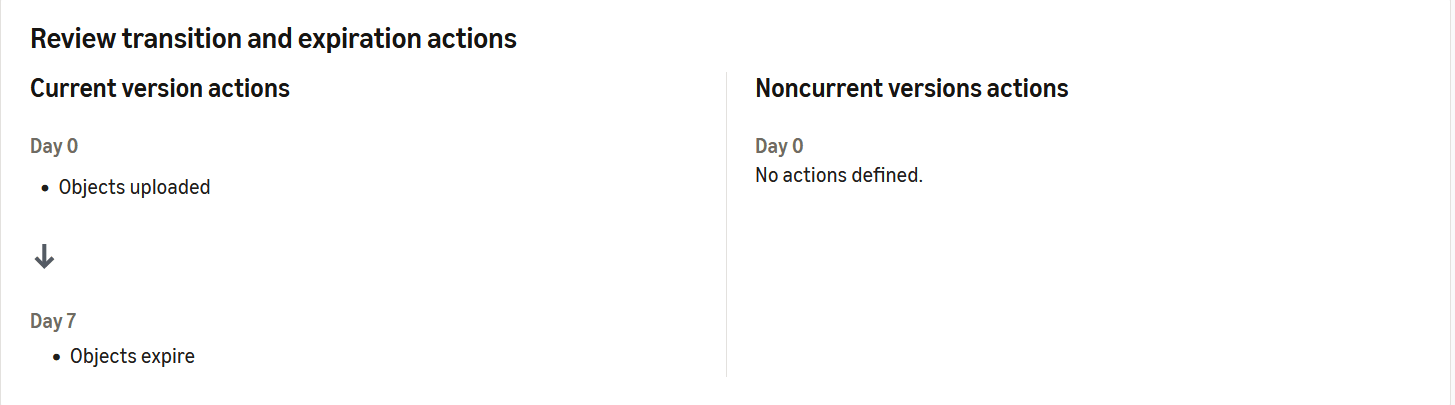 Review transition and expiration actions
Current version actions
Day 0
• Objects uploaded
Day 7
• Objects expire
Noncurrent versions actions
Day 0
No actions defined.